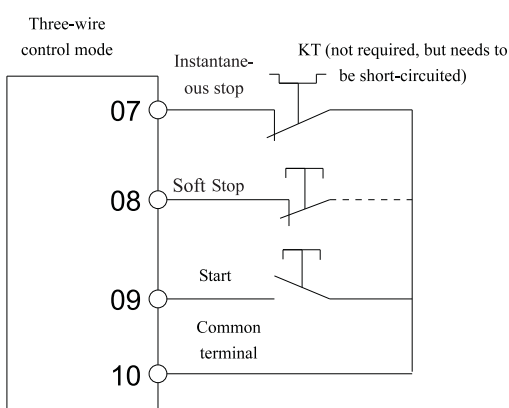 Three-wire
control mode
Instantane-
ous stop
KT (not required, but needs to
be short-circuited)
07
Soft Stop
08
Start
09
Common
terminal
10